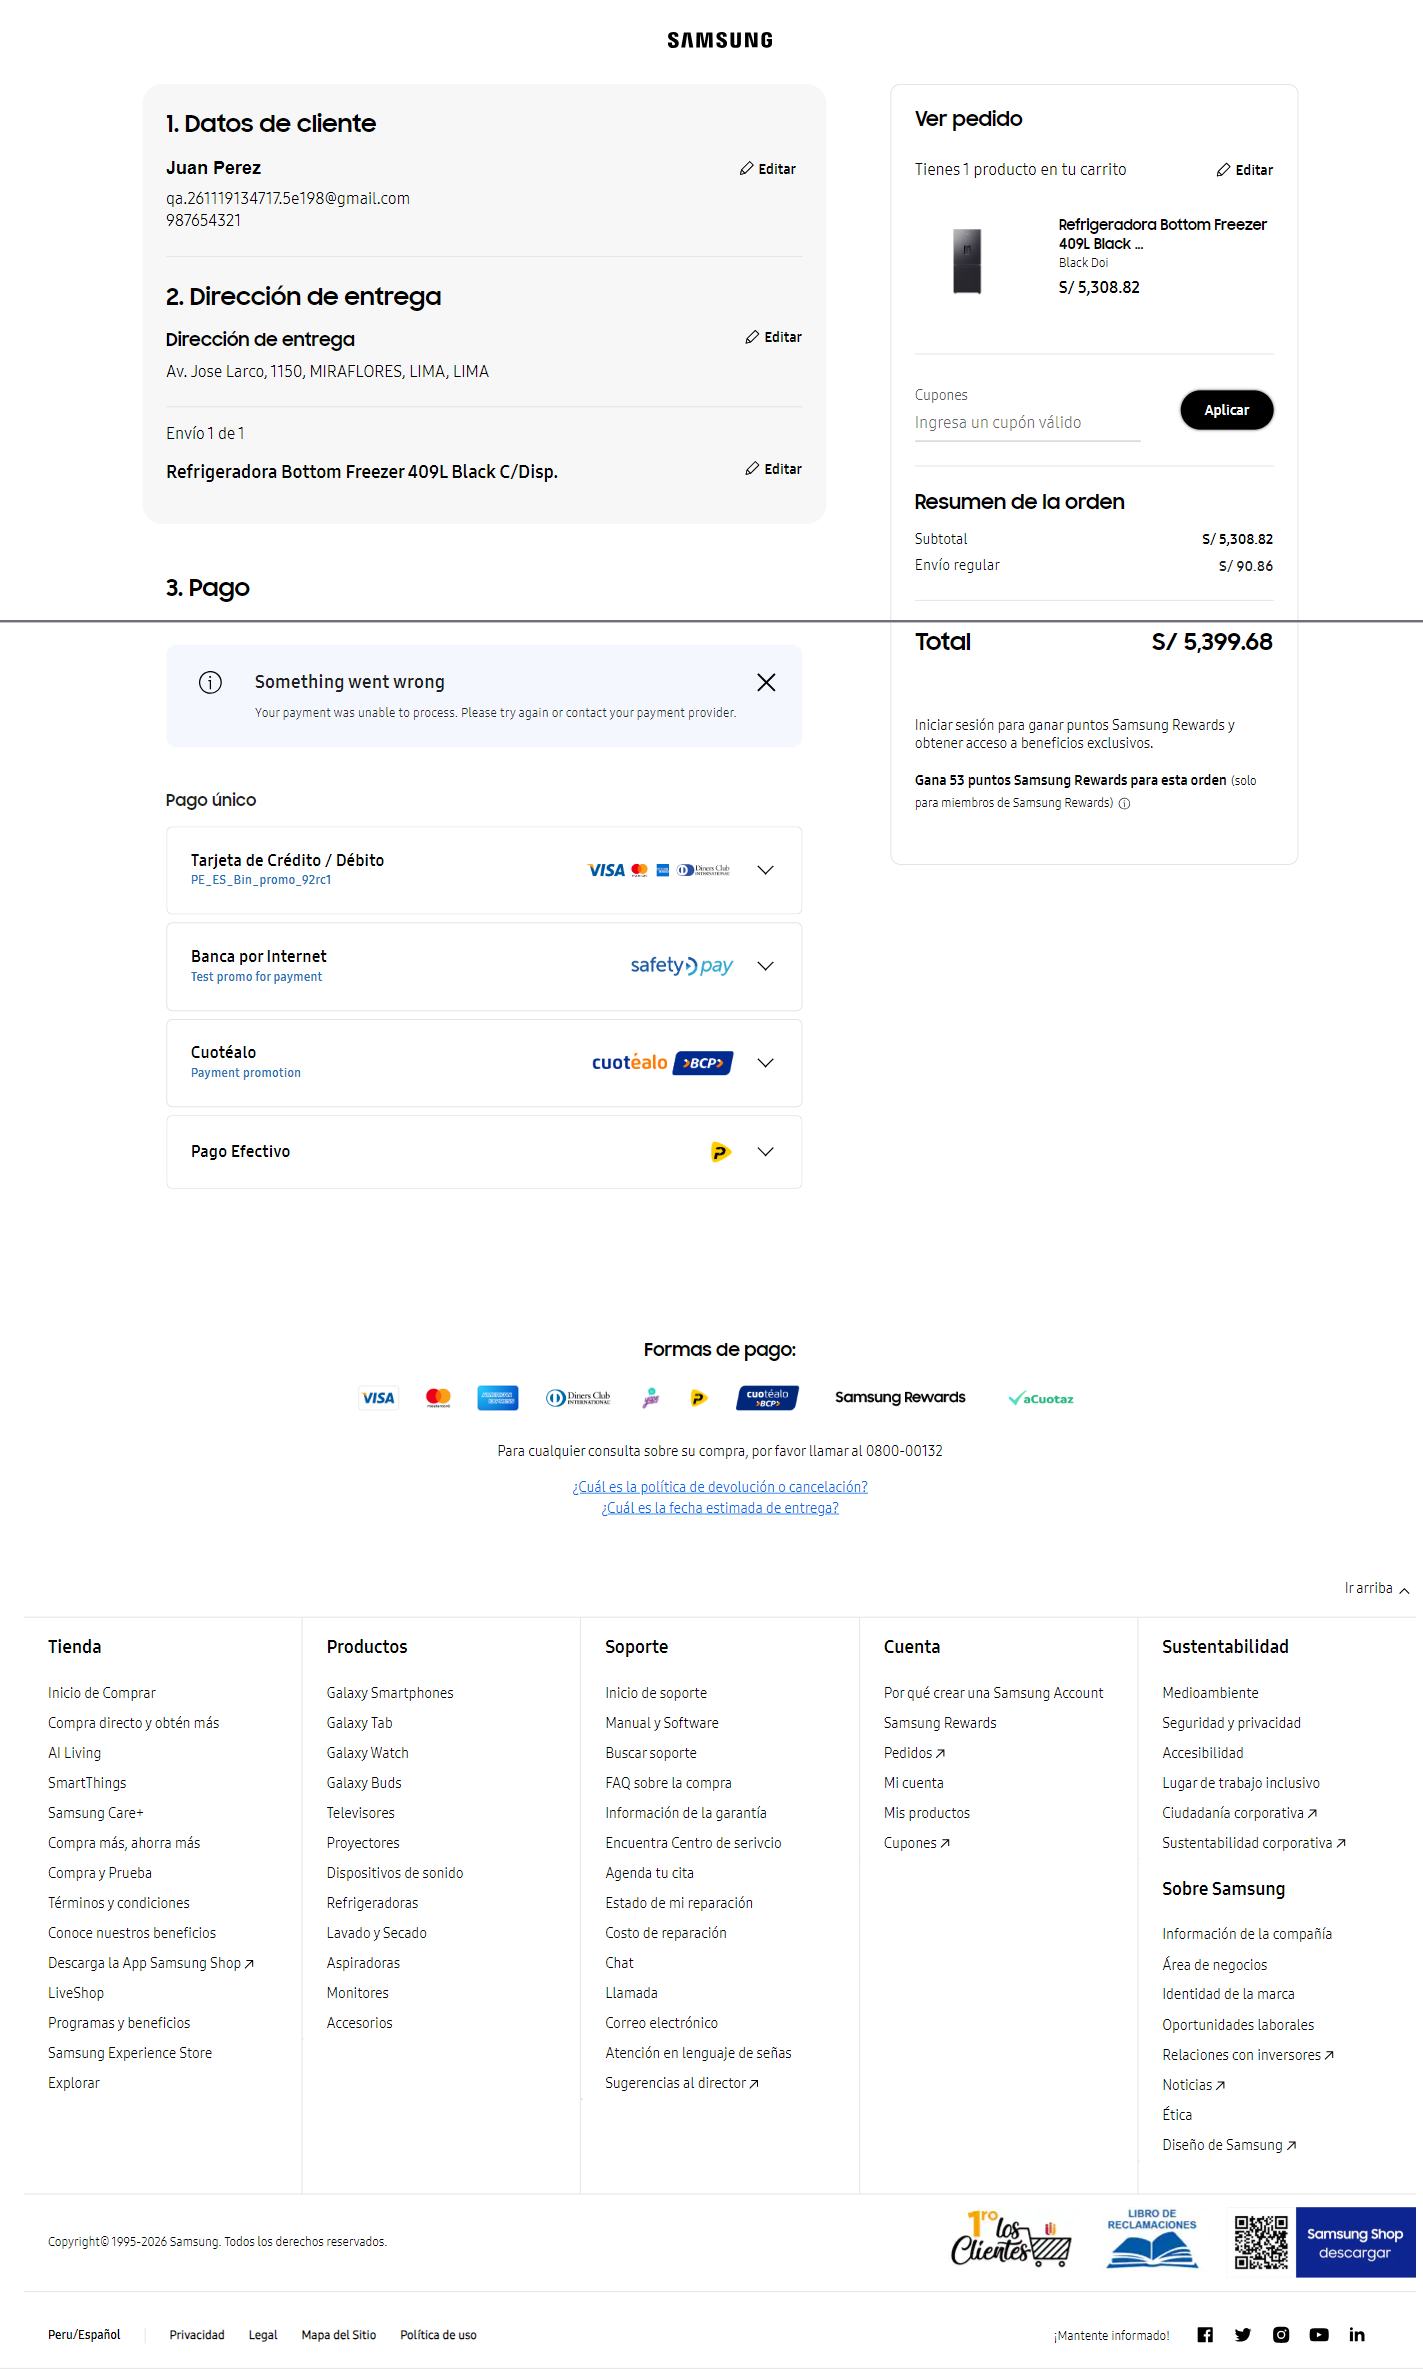 SAMSUNG
1. Datos de cliente
Juan Perez
Editar
qa.261119134717.5e198@gmail.com
987654321
2. Dirección de entrega
Dirección de entrega
Editar
Av. Jose Larco, 1150, MIRAFLORES, LIMA, LIMA
Envío 1 de 1
Refrigeradora Bottom Freezer 409L Black C/Disp.
Editar
3. Pago
Something went wrong
Your payment was unable to process. Please try again or contact your payment provider.
Pago único
Tarjeta de Crédito / Débito
PE_ES_Bin_promo_92rc1
VISA
Diners Club
INTERNATIONAL
Banca por Internet
Test promo for payment
safetypay
Cuotéalo
Payment promotion
cuotéalo BCP
Pago Efectivo
P
Ver pedido
Tienes 1 producto en tu carrito
Editar
Refrigeradora Bottom Freezer
409L Black ...
Black Doi
S/ 5,308.82
Cupones
Ingresa un cupón válido
Aplicar
Resumen de la orden
Subtotal S/ 5,308.82
Envío regular S/ 90.86
Total S/ 5,399.68
Iniciar sesión para ganar puntos Samsung Rewards y
obtener acceso a beneficios exclusivos.
Gana 53 puntos Samsung Rewards para esta orden (solo
para miembros de Samsung Rewards)
Formas de pago:
VISA
mastercard
AMERICAN EXPRESS
Diners Club
INTERNATIONAL
yape
P
cuotéalo
BCP
Samsung Rewards
aCuotaz
Para cualquier consulta sobre su compra, por favor llamar al 0800-00132
¿Cuál es la política de devolución o cancelación?
¿Cuál es la fecha estimada de entrega?
Ir arriba
Tienda
Inicio de Comprar
Compra directo y obtén más
AI Living
SmartThings
Samsung Care+
Compra más, ahorra más
Compra y Prueba
Términos y condiciones
Conoce nuestros beneficios
Descarga la App Samsung Shop
LiveShop
Programas y beneficios
Samsung Experience Store
Explorar
Productos
Galaxy Smartphones
Galaxy Tab
Galaxy Watch
Galaxy Buds
Televisores
Proyectores
Dispositivos de sonido
Refrigeradoras
Lavado y Secado
Aspiradoras
Monitores
Accesorios
Soporte
Inicio de soporte
Manual y Software
Buscar soporte
FAQ sobre la compra
Información de la garantía
Encuentra Centro de serivcio
Agenda tu cita
Estado de mi reparación
Costo de reparación
Chat
Llamada
Correo electrónico
Atención en lenguaje de señas
Sugerencias al director
Cuenta
Por qué crear una Samsung Account
Samsung Rewards
Pedidos
Mi cuenta
Mis productos
Cupones
Sustentabilidad
Medioambiente
Seguridad y privacidad
Accesibilidad
Lugar de trabajo inclusivo
Ciudadanía corporativa
Sustentabilidad corporativa
Sobre Samsung
Información de la compañía
Área de negocios
Identidad de la marca
Oportunidades laborales
Relaciones con inversores
Noticias
Ética
Diseño de Samsung
Copyright© 1995-2026 Samsung. Todos los derechos reservados.
1ro los
Clientes
LIBRO DE
RECLAMACIONES
Samsung Shop
descargar
Peru/Español
Privacidad
Legal
Mapa del Sitio
Política de uso
¡Mantente informado!